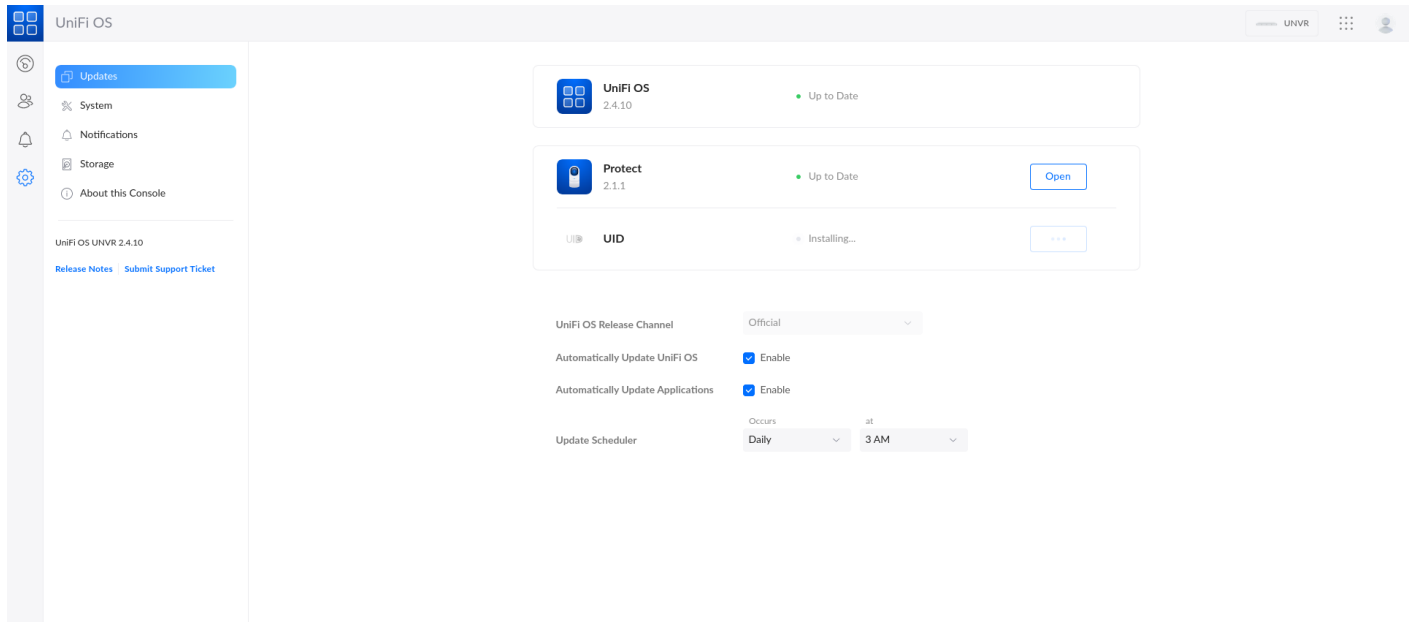 UniFi OS
UNVR
Updates
System
Notifications
Storage
About this Console
UniFi OS UNVR 2.4.10
Release Notes Submit Support Ticket
UniFi OS
2.4.10
Up to Date
Protect
2.1.1
Up to Date
Open
UID
UID
Installing...
UniFi OS Release Channel
Official
Automatically Update UniFi OS
Enable
Automatically Update Applications
Enable
Update Scheduler
Occurs
Daily
at
3 AM